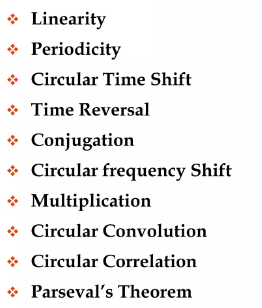 Linearity
Periodicity
Circular Time Shift
Time Reversal
Conjugation
Circular frequency Shift
Multiplication
Circular Convolution
Circular Correlation
Parseval's Theorem